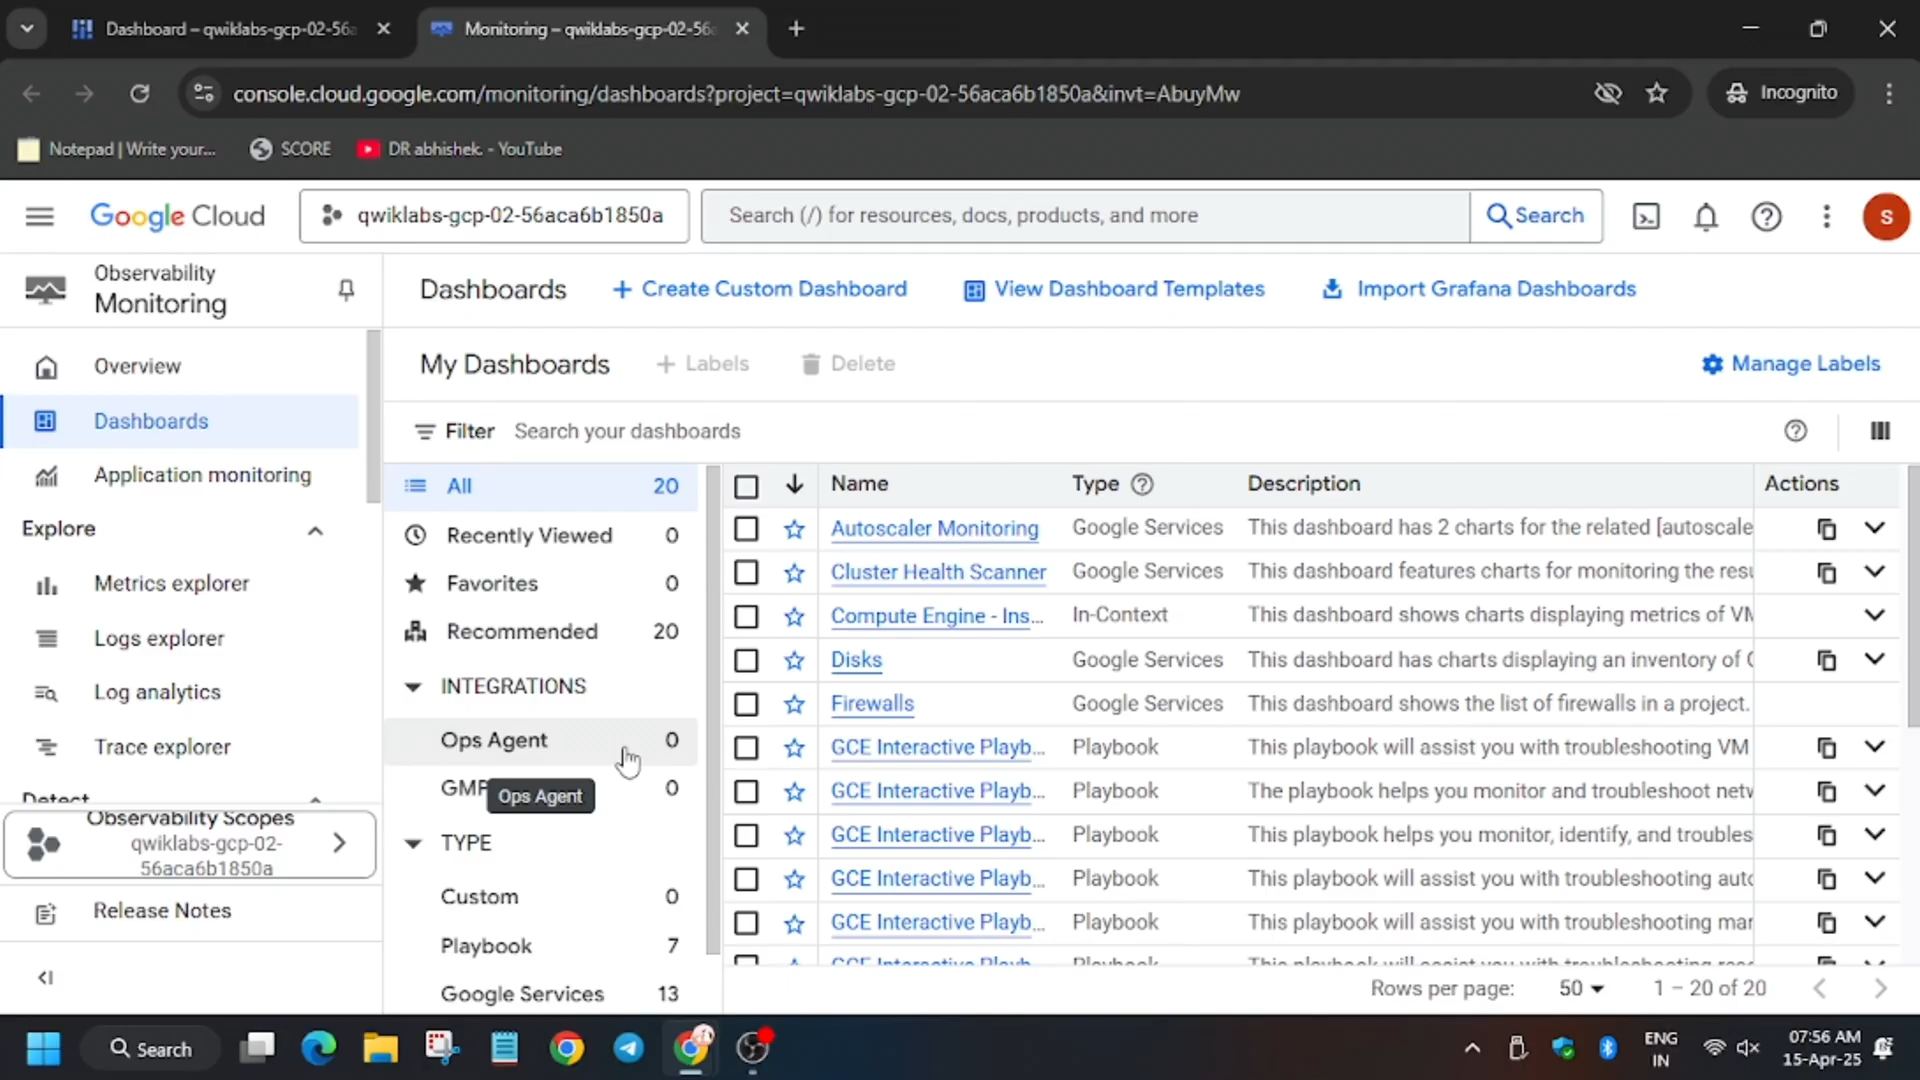 Dashboard – qwiklabs-gcp-02-56a
Monitoring – qwiklabs-gcp-02-56
console.cloud.google.com/monitoring/dashboards?project=qwiklabs-gcp-02-56aca6b1850a&invt=AbuyMw
Incognito
Notepad | Write your...
SCORE
DR abhishek. - YouTube
Google Cloud
qwiklabs-gcp-02-56aca6b1850a
Search (/) for resources, docs, products, and more
Search
S
Observability
Monitoring
Dashboards
Create Custom Dashboard
View Dashboard Templates
Import Grafana Dashboards
Overview
Dashboards
Application monitoring
Explore
Metrics explorer
Logs explorer
Log analytics
Trace explorer
Detect
Observability Scopes
qwiklabs-gcp-02-
56aca6b1850a
Release Notes
My Dashboards
Labels
Delete
Manage Labels
Filter Search your dashboards
All 20
Recently Viewed 0
Favorites 0
Recommended 20
INTEGRATIONS
Ops Agent 0
GMP 0
Ops Agent
TYPE
Custom 0
Playbook 7
Google Services 13
Name Type Description Actions
Autoscaler Monitoring Google Services This dashboard has 2 charts for the related [autoscale
Cluster Health Scanner Google Services This dashboard features charts for monitoring the resu
Compute Engine - Ins... In-Context This dashboard shows charts displaying metrics of VM
Disks Google Services This dashboard has charts displaying an inventory of
Firewalls Google Services This dashboard shows the list of firewalls in a project.
GCE Interactive Playb... Playbook This playbook will assist you with troubleshooting VM
GCE Interactive Playb... Playbook The playbook helps you monitor and troubleshoot netw
GCE Interactive Playb... Playbook This playbook helps you monitor, identify, and troubles
GCE Interactive Playb... Playbook This playbook will assist you with troubleshooting auto
GCE Interactive Playb... Playbook This playbook will assist you with troubleshooting mar
GCE Interactive Playb... Playbook This playbook will assist you with troubleshooting
Rows per page: 50 1 – 20 of 20
Search
ENG
IN
07:56 AM
15-Apr-25